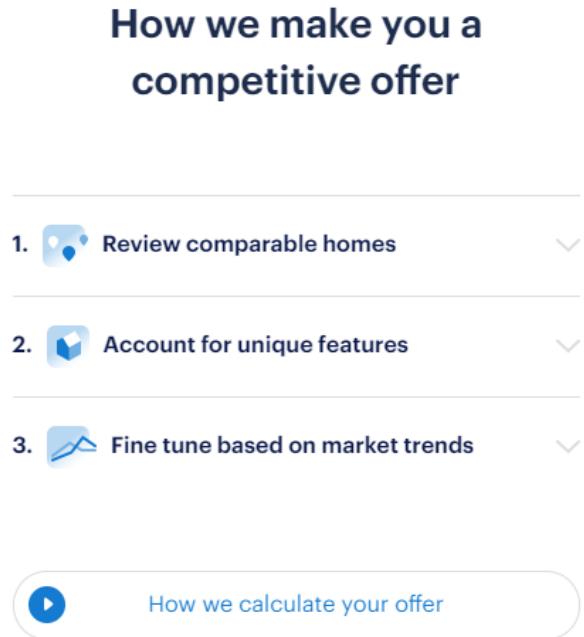 How we make you a
competitive offer
1. Review comparable homes
2. Account for unique features
3. Fine tune based on market trends
How we calculate your offer